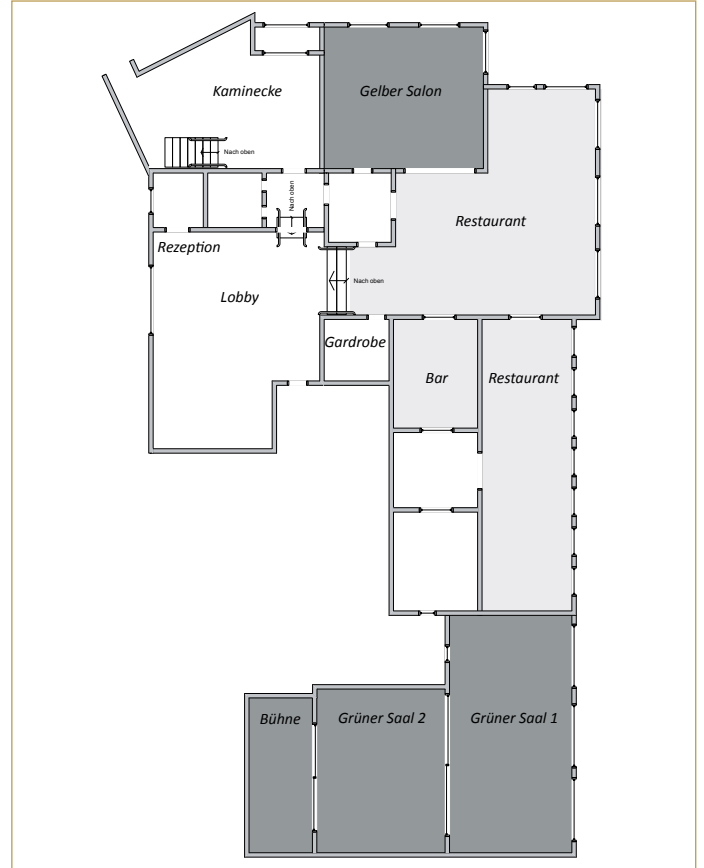 Kaminecke
Gelber Salon
Nach oben
Nach oben
Restaurant
Rezeption
Lobby
Nach oben
Gardrobe
Bar
Restaurant
Bühne
Grüner Saal 2
Grüner Saal 1